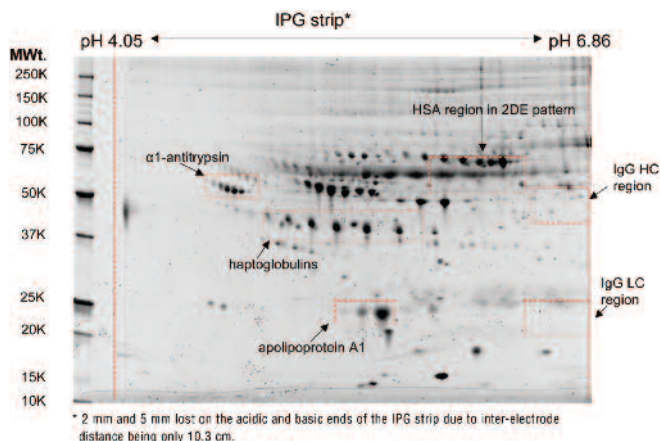 IPG strip*
pH 4.05
pH 6.86
MWt.
250K
150K
100K
75K
50K
37K
25K
20K
15K
10K
HSA region in 2DE pattern
α1-antitrypsin
IgG HC
region
haptoglobulins
IgG LC
region
apolipoprotein A1
* 2 mm and 5 mm lost on the acidic and basic ends of the IPG strip due to inter-electrode
distance being only 10.3 cm.